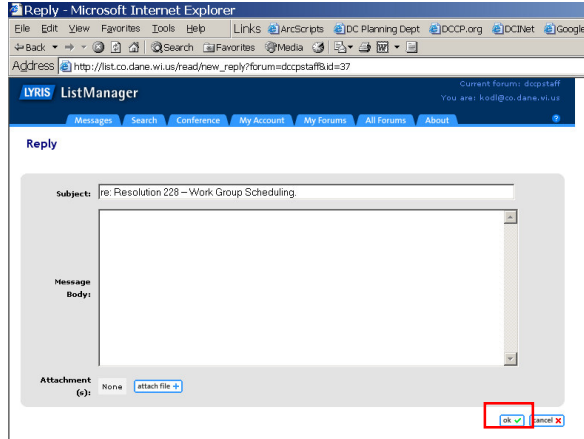 Reply - Microsoft Internet Explorer
File Edit View Favorites Tools Help Links ArcScripts DC Planning Dept DCCP.org DCINet Google
Back Search Favorites Media
Address http://list.co.dane.wi.us/read/new_reply?forum=dccpstaff&id=37
LYRIS ListManager
Current forum: dccpstaff
You are: kodl@co.dane.wi.us
Messages Search Conference My Account My Forums All Forums About ?
Reply
Subject: re: Resolution 228 – Work Group Scheduling.
Message
Body:
Attachment
(s): None attach file +
ok cancel